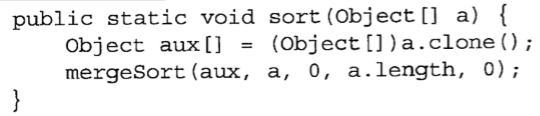 public static void sort(Object[] a) {
    Object aux[] = (Object[])a.clone();
    mergeSort(aux, a, 0, a.length, 0);
}